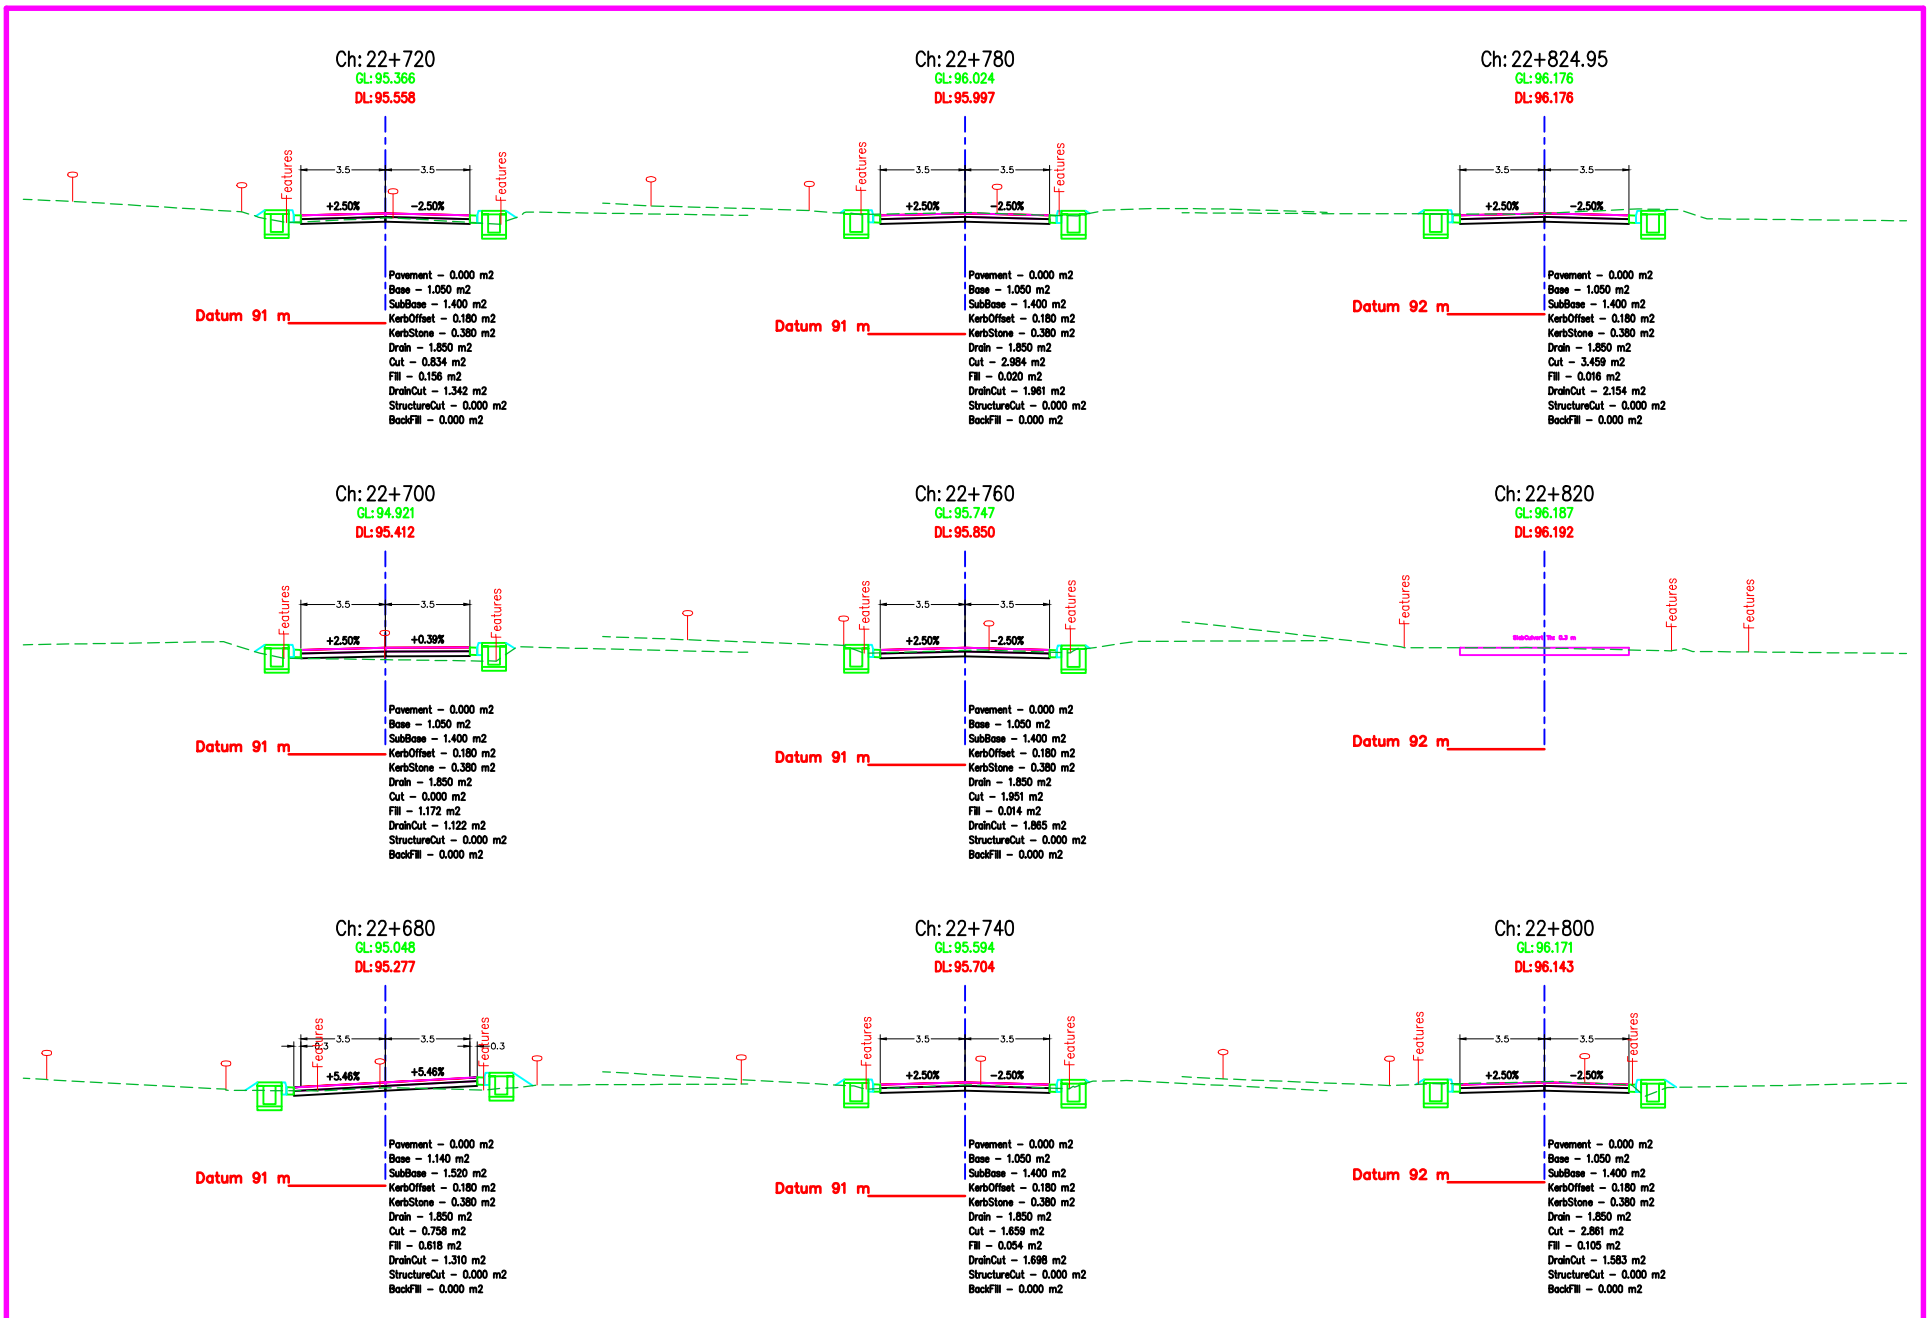 Ch: 22+720
GL: 95.366
DL: 95.558
Features
Features
3.5
3.5
+2.50%
-2.50%
Datum 91 m
Pavement - 0.000 m2
Base - 1.050 m2
SubBase - 1.400 m2
KerbOffset - 0.180 m2
KerbStone - 0.380 m2
Drain - 1.850 m2
Cut - 0.834 m2
Fill - 0.156 m2
DrainCut - 1.342 m2
StructureCut - 0.000 m2
BackFill - 0.000 m2
Ch: 22+780
GL: 96.024
DL: 95.997
Features
Features
3.5
3.5
+2.50%
-2.50%
Datum 91 m
Pavement - 0.000 m2
Base - 1.050 m2
SubBase - 1.400 m2
KerbOffset - 0.180 m2
KerbStone - 0.380 m2
Drain - 1.850 m2
Cut - 2.984 m2
Fill - 0.020 m2
DrainCut - 1.961 m2
StructureCut - 0.000 m2
BackFill - 0.000 m2
Ch: 22+824.95
GL: 96.176
DL: 96.176
3.5
3.5
+2.50%
-2.50%
Datum 92 m
Pavement - 0.000 m2
Base - 1.050 m2
SubBase - 1.400 m2
KerbOffset - 0.180 m2
KerbStone - 0.380 m2
Drain - 1.850 m2
Cut - 3.459 m2
Fill - 0.016 m2
DrainCut - 2.154 m2
StructureCut - 0.000 m2
BackFill - 0.000 m2
Ch: 22+700
GL: 94.921
DL: 95.412
Features
Features
3.5
3.5
+2.50%
+0.39%
Datum 91 m
Pavement - 0.000 m2
Base - 1.050 m2
SubBase - 1.400 m2
KerbOffset - 0.180 m2
KerbStone - 0.380 m2
Drain - 1.850 m2
Cut - 0.000 m2
Fill - 1.172 m2
DrainCut - 1.122 m2
StructureCut - 0.000 m2
BackFill - 0.000 m2
Ch: 22+760
GL: 95.747
DL: 95.850
Features
Features
3.5
3.5
+2.50%
-2.50%
Datum 91 m
Pavement - 0.000 m2
Base - 1.050 m2
SubBase - 1.400 m2
KerbOffset - 0.180 m2
KerbStone - 0.380 m2
Drain - 1.850 m2
Cut - 1.951 m2
Fill - 0.014 m2
DrainCut - 1.865 m2
StructureCut - 0.000 m2
BackFill - 0.000 m2
Ch: 22+820
GL: 96.187
DL: 96.192
Features
Features
Features
Datum 92 m
Ch: 22+680
GL: 95.048
DL: 95.277
Features
Features
0.3
3.5
3.5
0.3
+5.46%
+5.46%
Datum 91 m
Pavement - 0.000 m2
Base - 1.140 m2
SubBase - 1.520 m2
KerbOffset - 0.180 m2
KerbStone - 0.380 m2
Drain - 1.850 m2
Cut - 0.758 m2
Fill - 0.618 m2
DrainCut - 1.310 m2
StructureCut - 0.000 m2
BackFill - 0.000 m2
Ch: 22+740
GL: 95.594
DL: 95.704
Features
Features
3.5
3.5
+2.50%
-2.50%
Datum 91 m
Pavement - 0.000 m2
Base - 1.050 m2
SubBase - 1.400 m2
KerbOffset - 0.180 m2
KerbStone - 0.380 m2
Drain - 1.850 m2
Cut - 1.659 m2
Fill - 0.054 m2
DrainCut - 1.698 m2
StructureCut - 0.000 m2
BackFill - 0.000 m2
Ch: 22+800
GL: 96.171
DL: 96.143
Features
Features
3.5
3.5
+2.50%
-2.50%
Datum 92 m
Pavement - 0.000 m2
Base - 1.050 m2
SubBase - 1.400 m2
KerbOffset - 0.180 m2
KerbStone - 0.380 m2
Drain - 1.850 m2
Cut - 2.861 m2
Fill - 0.105 m2
DrainCut - 1.583 m2
StructureCut - 0.000 m2
BackFill - 0.000 m2